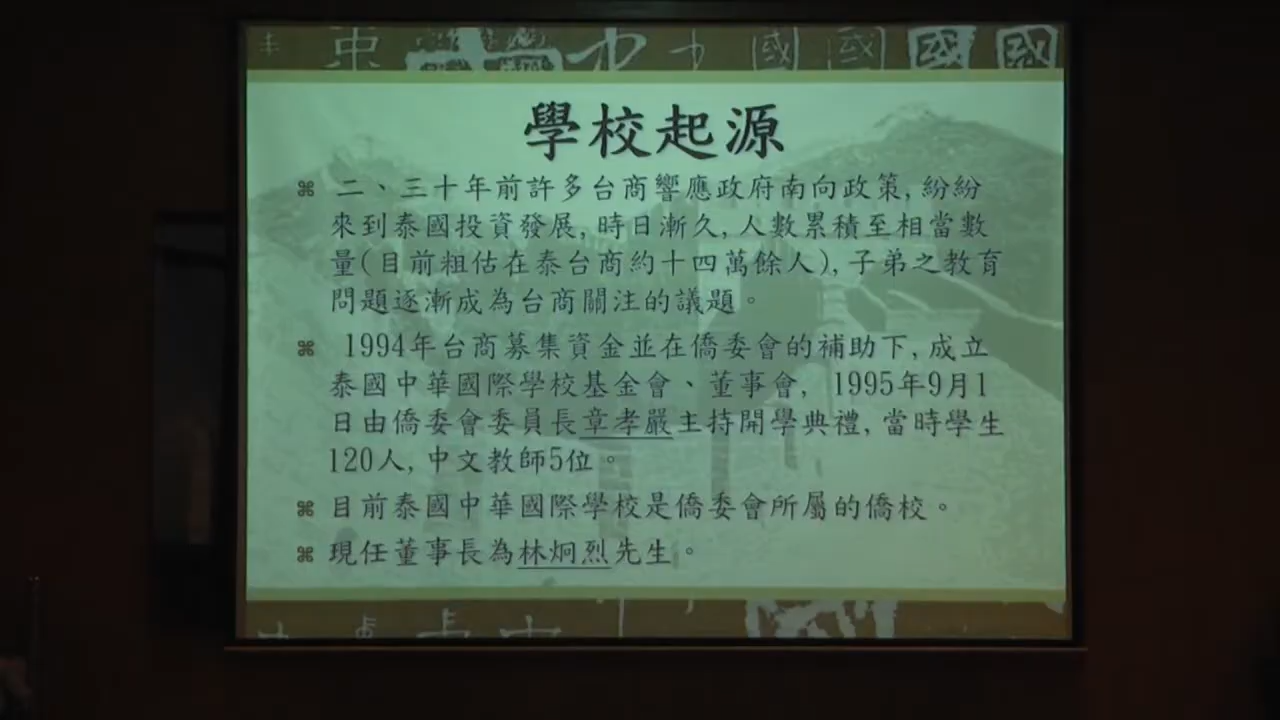 學校起源
⌘ 二、三十年前許多台商響應政府南向政策, 紛紛
來到泰國投資發展, 時日漸久, 人數累積至相當數
量(目前粗估在泰台商約十四萬餘人), 子弟之教育
問題逐漸成為台商關注的議題。
⌘ 1994年台商募集資金並在僑委會的補助下, 成立
泰國中華國際學校基金會、董事會, 1995年9月1
日由僑委會委員長章孝嚴主持開學典禮, 當時學生
120人, 中文教師5位。
⌘ 目前泰國中華國際學校是僑委會所屬的僑校。
⌘ 現任董事長為林炯烈先生。